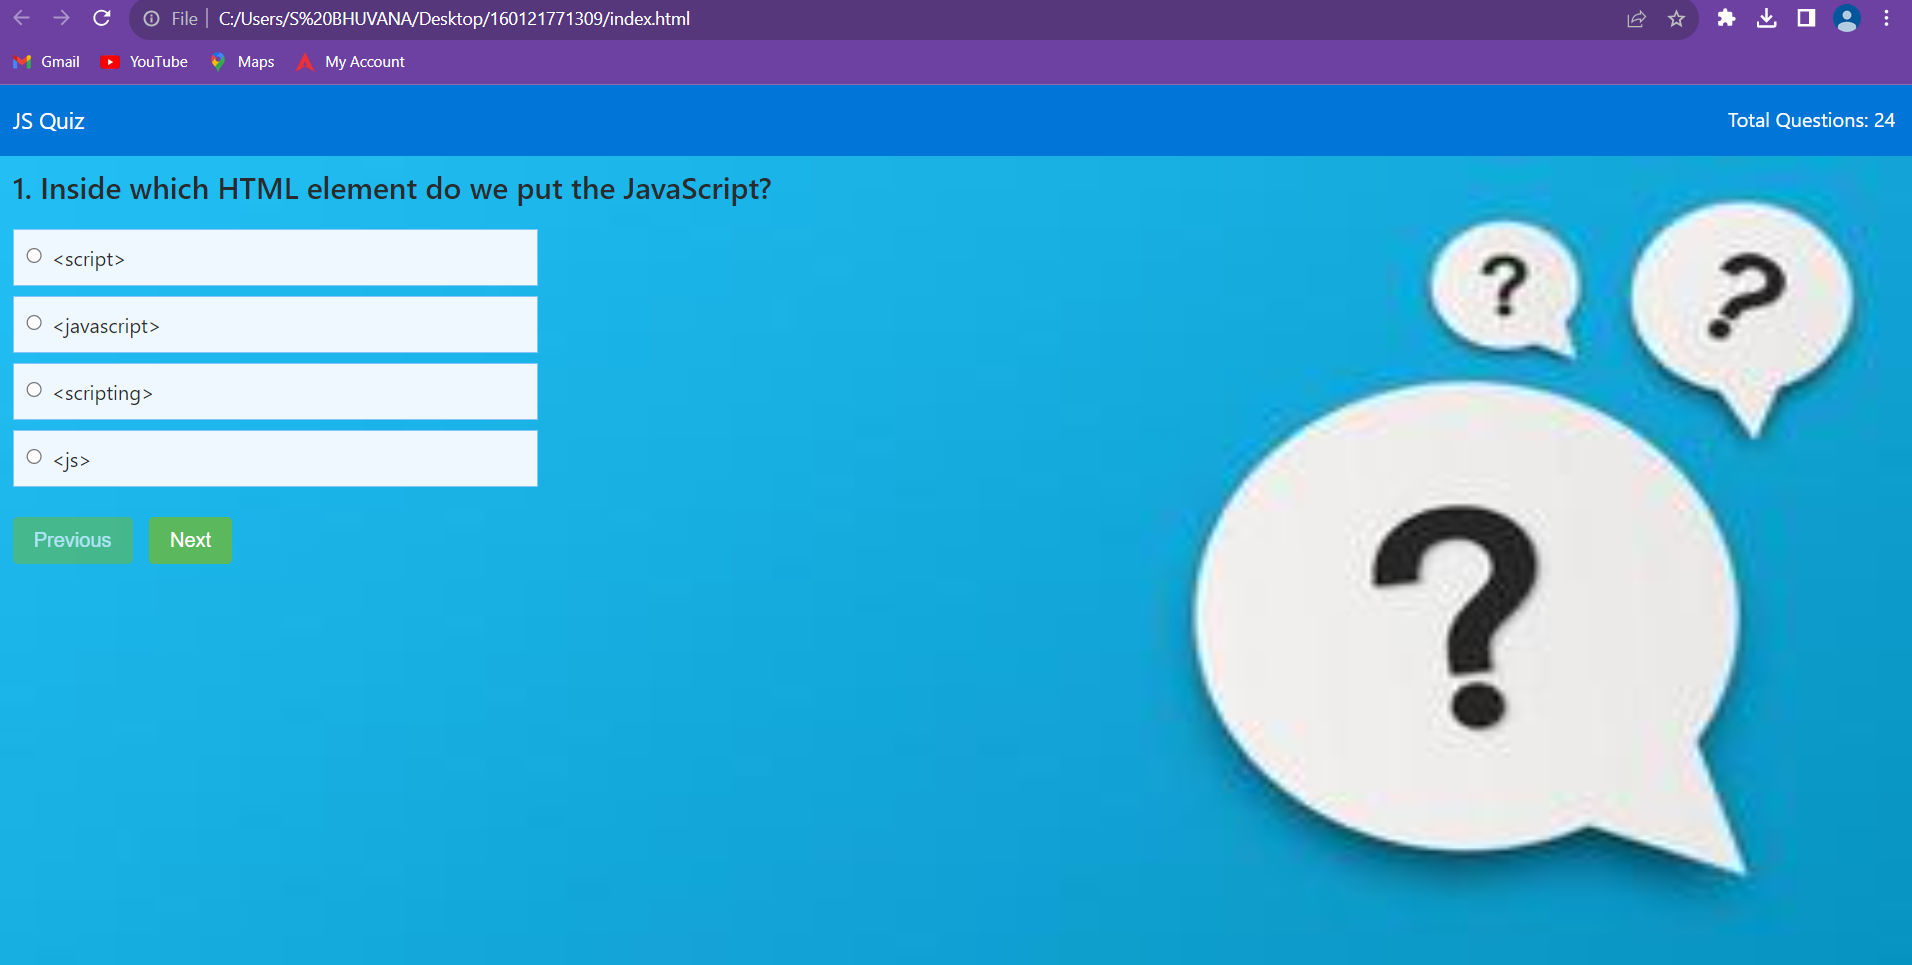 File | C:/Users/S%20BHUVANA/Desktop/160121771309/index.html
Gmail YouTube Maps My Account
JS Quiz Total Questions: 24
1. Inside which HTML element do we put the JavaScript?
<script>
<javascript>
<scripting>
<js>
Previous Next
? ?
?